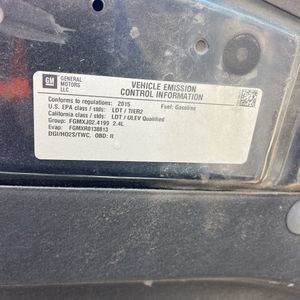 GM
GENERAL MOTORS LLC
VEHICLE EMISSION
CONTROL INFORMATION
Conforms to regulations: 2015 Fuel: Gasoline
U.S. EPA class / stds: LDT / TIER2
California class / stds: LDT / ULEV Qualified
Group: FGMXJ02.4199 2.4L
Evap: FGMXR0138813
DGI/HO2S/TWC, OBD: II